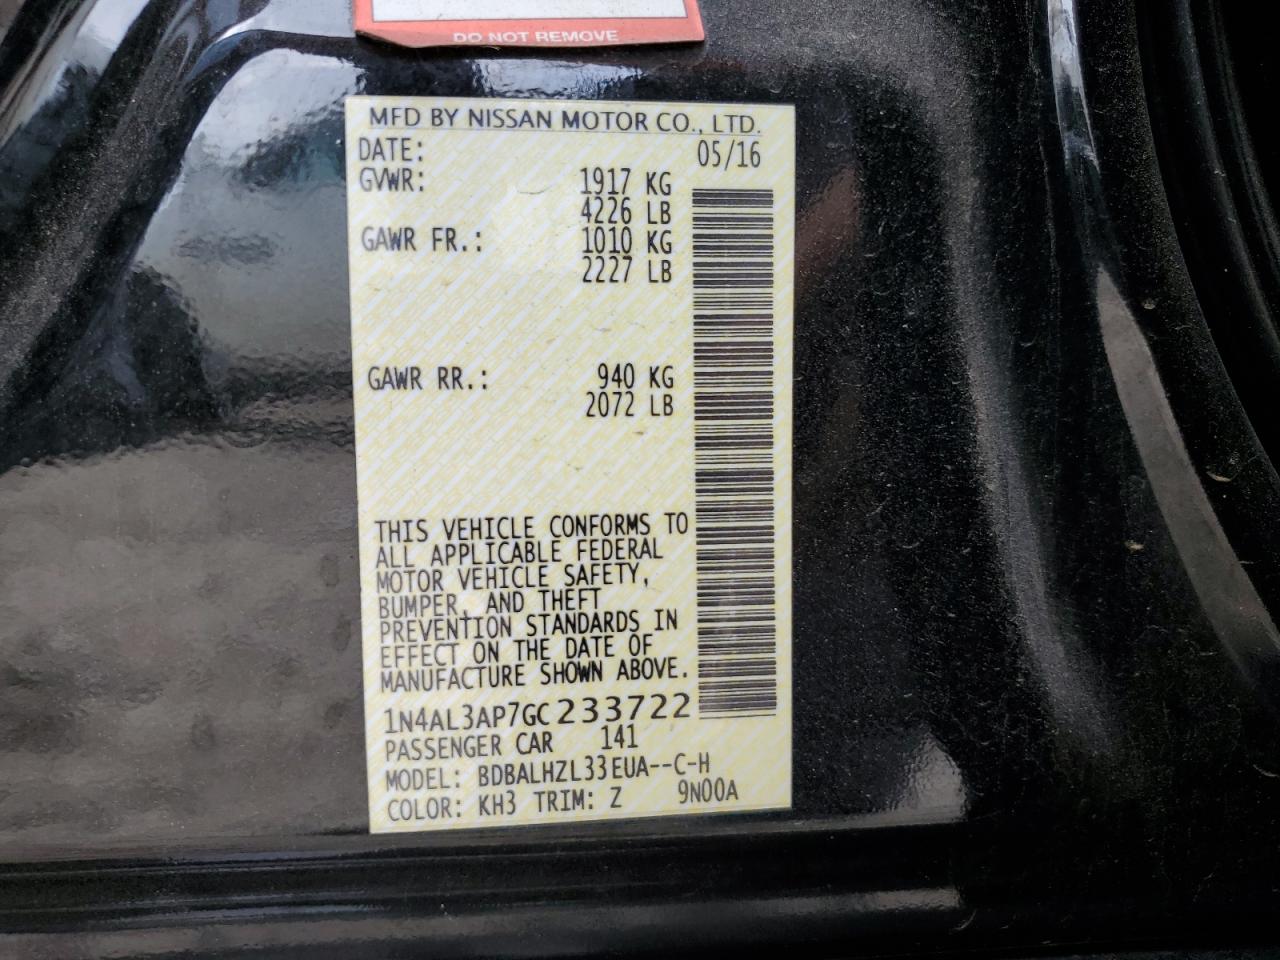 DO NOT REMOVE
MFD BY NISSAN MOTOR CO., LTD.
DATE: 05/16
GVWR: 1917 KG
4226 LB
GAWR FR.: 1010 KG
2227 LB
GAWR RR.: 940 KG
2072 LB
THIS VEHICLE CONFORMS TO
ALL APPLICABLE FEDERAL
MOTOR VEHICLE SAFETY,
BUMPER, AND THEFT
PREVENTION STANDARDS IN
EFFECT ON THE DATE OF
MANUFACTURE SHOWN ABOVE.
1N4AL3AP7GC233722
PASSENGER CAR 141
MODEL: BDBALHZL33EUA--C-H
COLOR: KH3 TRIM: Z 9N00A